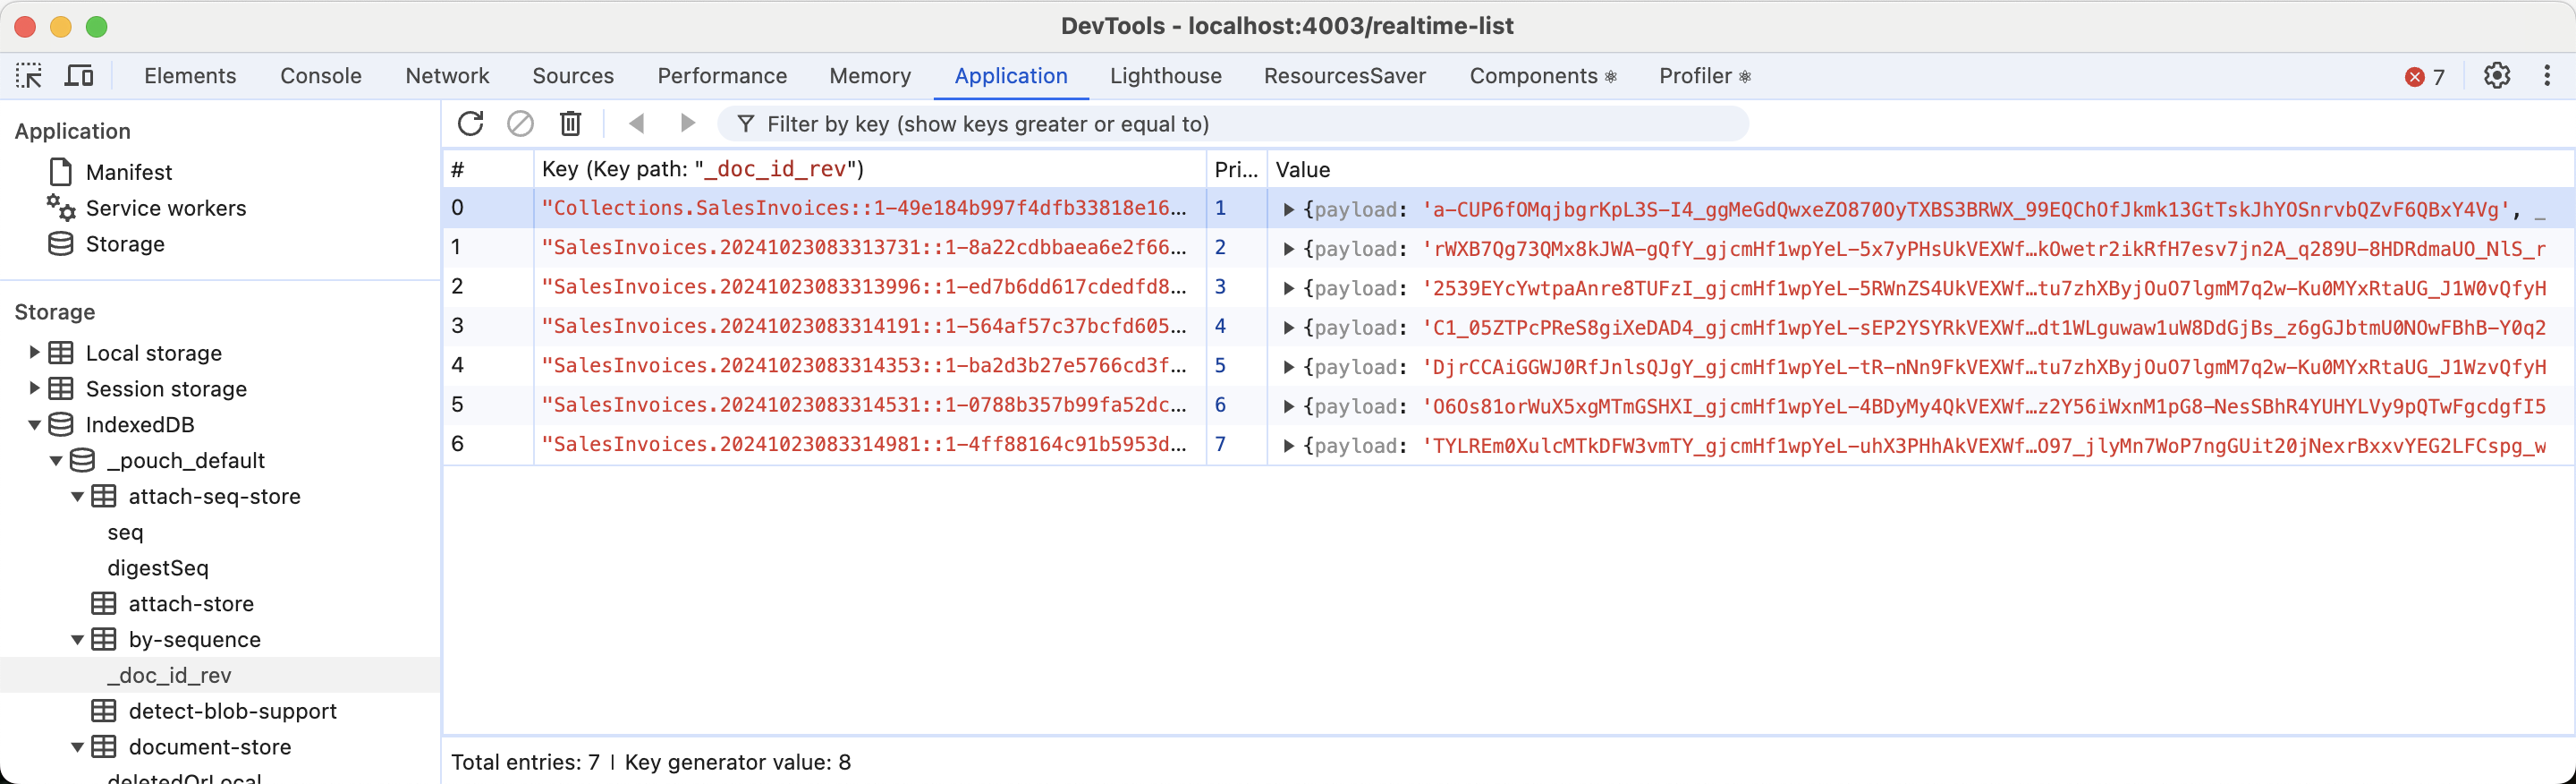 DevTools - localhost:4003/realtime-list
Elements Console Network Sources Performance Memory Application Lighthouse ResourcesSaver Components ⚛ Profiler ⚛ 7
Application
Manifest
Service workers
Storage
Storage
Local storage
Session storage
IndexedDB
_pouch_default
attach-seq-store
seq
digestSeq
attach-store
by-sequence
_doc_id_rev
detect-blob-support
document-store
deletedOrLocal
Filter by key (show keys greater or equal to)
# Key (Key path: "_doc_id_rev") Pri... Value
0 "Collections.SalesInvoices::1-49e184b997f4dfb33818e16... 1 ▶ {payload: 'a-CUP6fOMqjbgrKpL3S-I4_ggMeGdQwxeZO870OyTXBS3BRWX_99EQChOfJkmk13GtTskJhYOSnrvbQZvF6QBxY4Vg', _
1 "SalesInvoices.20241023083313731::1-8a22cdbbaea6e2f66... 2 ▶ {payload: 'rWXB7Qg73QMx8kJWA-gQfY_gjcmHf1wpYeL-5x7yPHsUkVEXWf…kOwetr2ikRfH7esv7jn2A_q289U-8HDRdmaUO_NlS_r
2 "SalesInvoices.20241023083313996::1-ed7b6dd617cdedfd8... 3 ▶ {payload: '2539EYcYwtpaAnre8TUFzI_gjcmHf1wpYeL-5RWnZS4UkVEXWf…tu7zhXByjOuO7lgmM7q2w-Ku0MYxRtaUG_J1W0vQfyH
3 "SalesInvoices.20241023083314191::1-564af57c37bcfd605... 4 ▶ {payload: 'C1_05ZTPcPReS8giXeDAD4_gjcmHf1wpYeL-sEP2YSYRkVEXWf…dt1WLguwaw1uW8DdGjBs_z6gGJbtmU0NOwFBhB-Y0q2
4 "SalesInvoices.20241023083314353::1-ba2d3b27e5766cd3f... 5 ▶ {payload: 'DjrCCAiGGWJ0RfJnlsQJgY_gjcmHf1wpYeL-tR-nNn9FkVEXWf…tu7zhXByjOuO7lgmM7q2w-Ku0MYxRtaUG_J1WzvQfyH
5 "SalesInvoices.20241023083314531::1-0788b357b99fa52dc... 6 ▶ {payload: 'O6Os81orWuX5xgMTmGSHXI_gjcmHf1wpYeL-4BDyMy4QkVEXWf…z2Y56iWxnM1pG8-NesSBhR4YUHYLVy9pQTwFgcdgfI5
6 "SalesInvoices.20241023083314981::1-4ff88164c91b5953d... 7 ▶ {payload: 'TYLREm0XulcMTkDFW3vmTY_gjcmHf1wpYeL-uhX3PHhAkVEXWf…O97_jlyMn7WoP7ngGUit20jNexrBxxvYEG2LFCspg_w
Total entries: 7 | Key generator value: 8